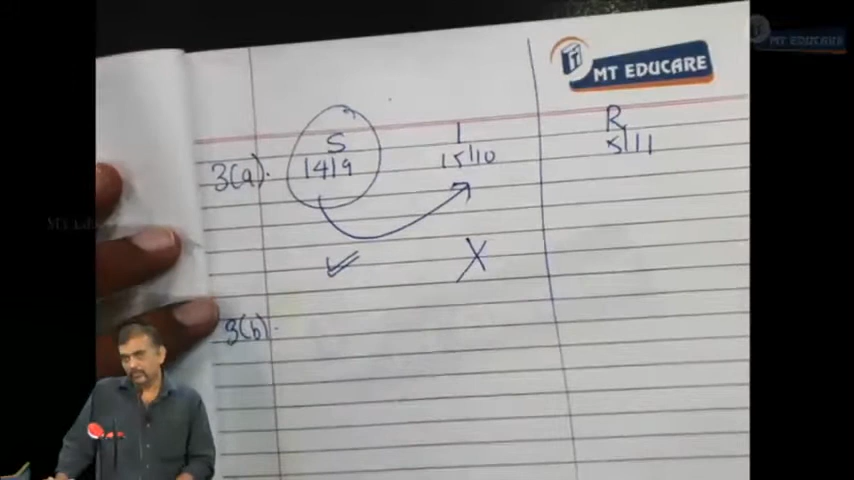 MT EDUCARE
MT EDUCARE
S I R
3(a). 14|9 15|10 5|11
3(b).